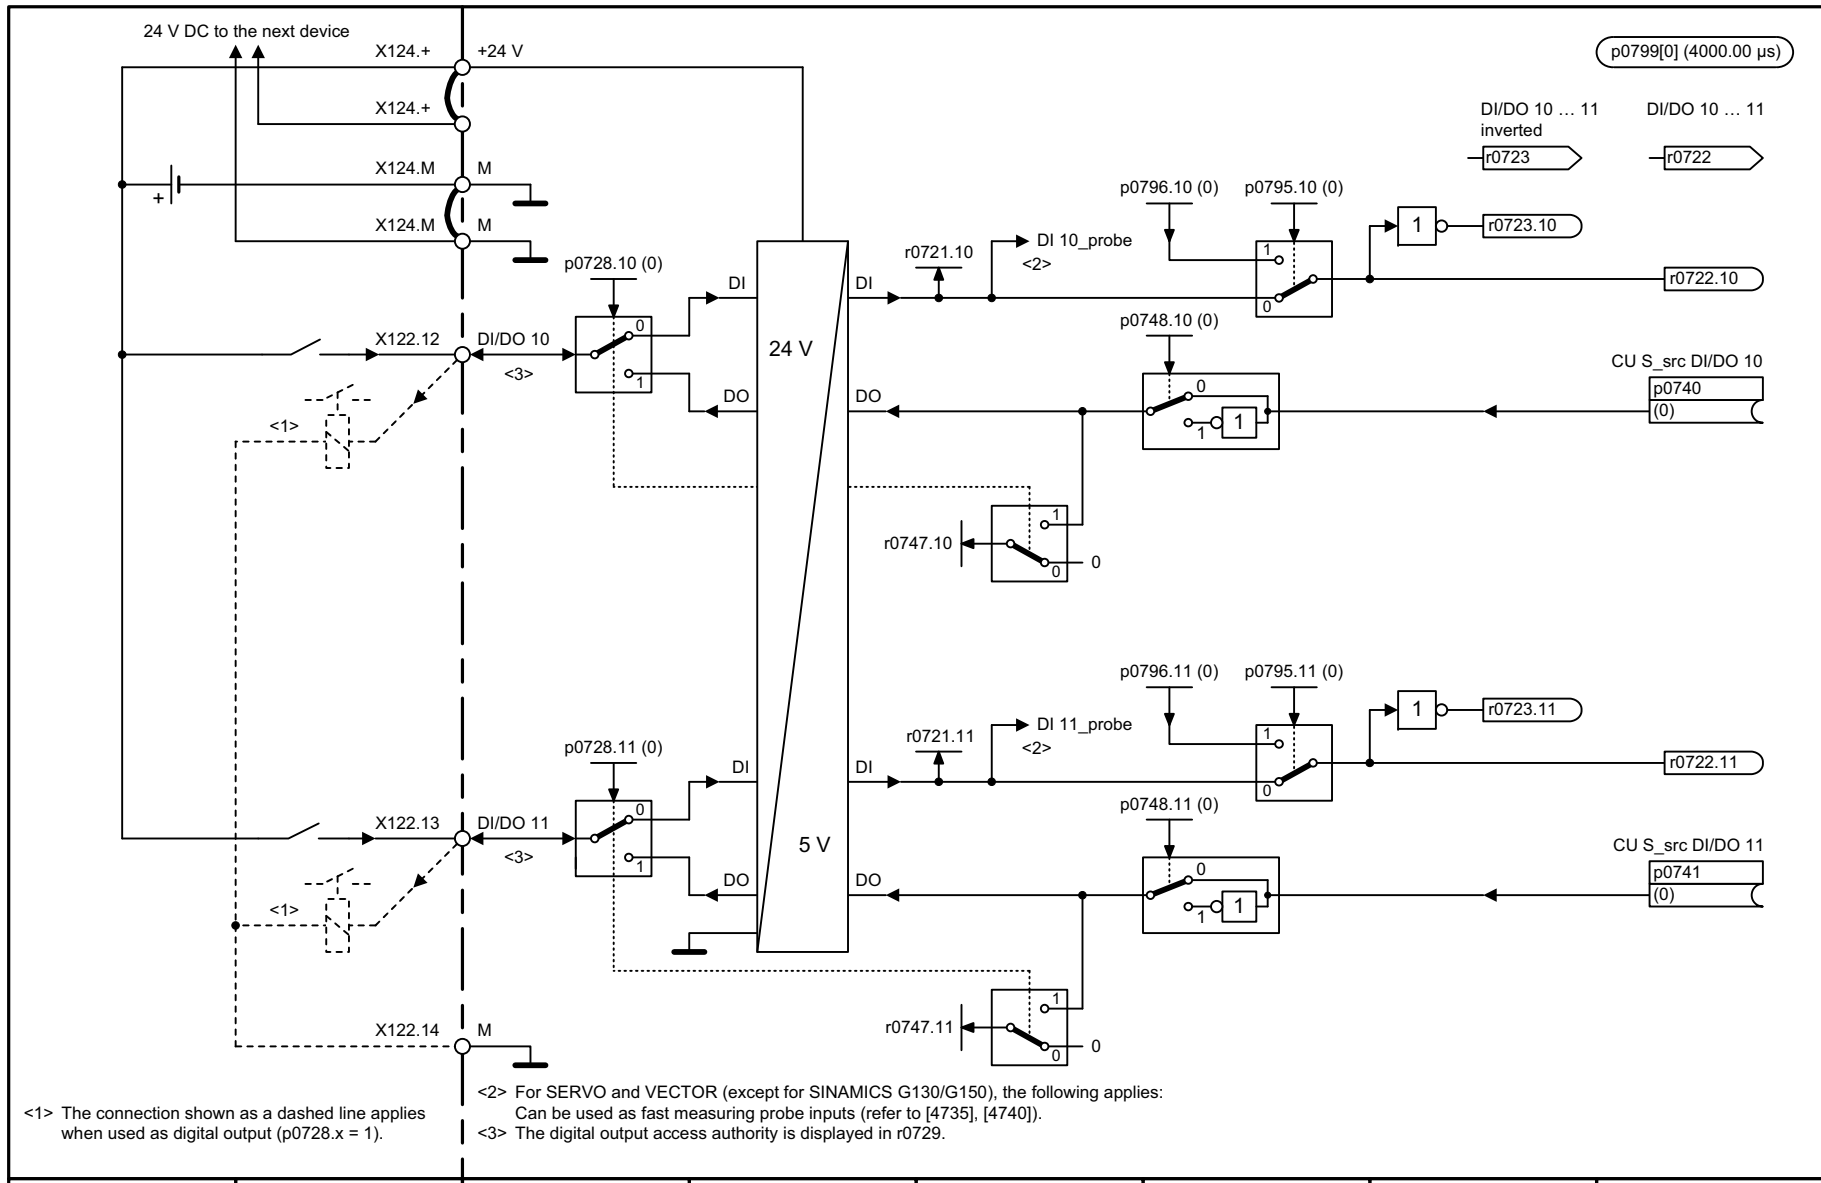 24 V DC to the next device
X124.+
+24 V
p0799[0] (4000.00 µs)
X124.+
DI/DO 10 … 11
inverted
DI/DO 10 … 11
r0723
r0722
X124.M
M
+
X124.M
M
p0796.10 (0)
p0795.10 (0)
1
r0723.10
DI 10_probe
<2>
r0721.10
1
0
r0722.10
p0728.10 (0)
DI
DI
p0748.10 (0)
X122.12
DI/DO 10
<3>
0
1
24 V
CU S_src DI/DO 10
p0740
(0)
DO
DO
0
1
1
<1>
r0747.10
1
0
0
p0796.11 (0)
p0795.11 (0)
1
r0723.11
DI 11_probe
<2>
r0721.11
1
0
r0722.11
p0728.11 (0)
DI
DI
p0748.11 (0)
X122.13
DI/DO 11
<3>
0
1
5 V
CU S_src DI/DO 11
p0741
(0)
DO
DO
0
1
1
<1>
r0747.11
1
0
0
X122.14
M
<1> The connection shown as a dashed line applies
when used as digital output (p0728.x = 1).
<2> For SERVO and VECTOR (except for SINAMICS G130/G150), the following applies:
Can be used as fast measuring probe inputs (refer to [4735], [4740]).
<3> The digital output access authority is displayed in r0729.